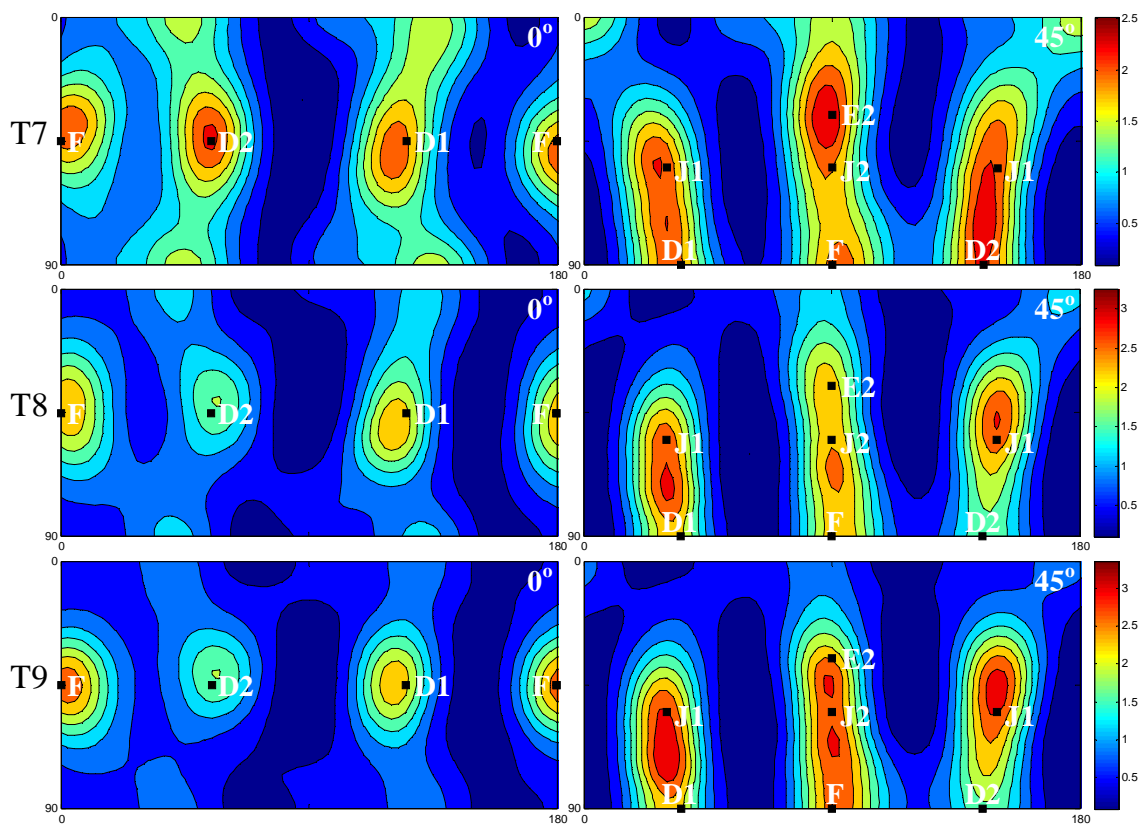 0 0° 0 45° 2.5
T7 F D2 D1 F E2 2
J1 J2 J1 1.5
1
D1 F D2 0.5
90 0 180 90 0 180
0 0° 0 45° 3
2.5
T8 F D2 D1 F E2 2
J1 J2 J1 1.5
1
D1 F D2 0.5
90 0 180 90 0 180
0 0° 0 45° 3
2.5
T9 F D2 D1 F E2 2
J1 J2 J1 1.5
1
D1 F D2 0.5
90 0 180 90 0 180